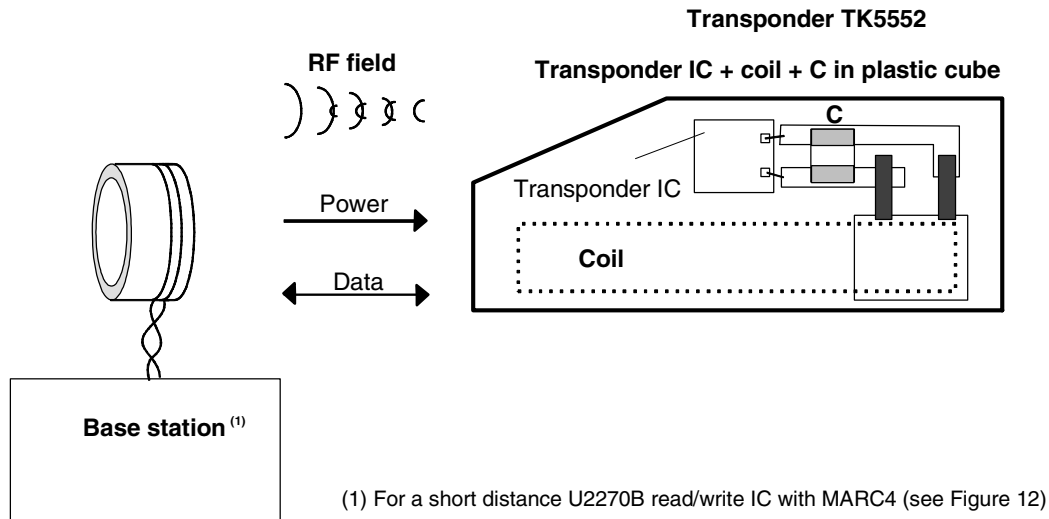 Transponder TK5552
RF field
Transponder IC + coil + C in plastic cube
C
Transponder IC
Power
Coil
Data
Base station (1)
(1) For a short distance U2270B read/write IC with MARC4 (see Figure 12)